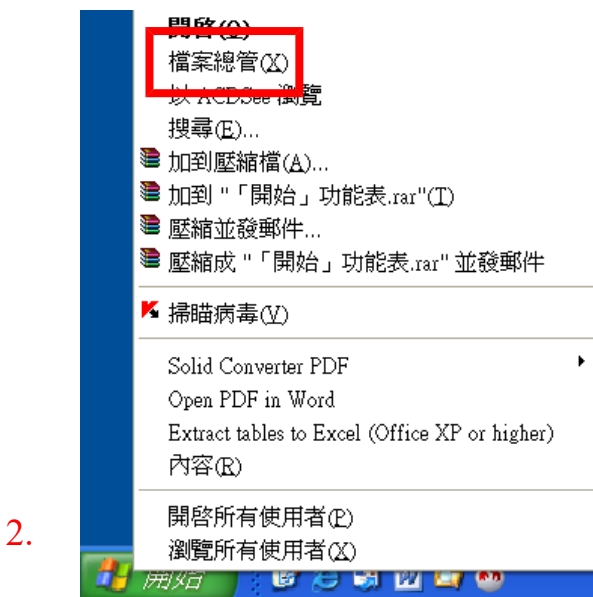 開啟(O)
檔案總管(X)
以 ACDSee 瀏覽
搜尋(E)...
加到壓縮檔(A)...
加到 "「開始」功能表.rar"(T)
壓縮並發郵件...
壓縮成 "「開始」功能表.rar" 並發郵件
掃瞄病毒(V)
Solid Converter PDF
Open PDF in Word
Extract tables to Excel (Office XP or higher)
內容(R)
開啟所有使用者(P)
2.
瀏覽所有使用者(X)
開始